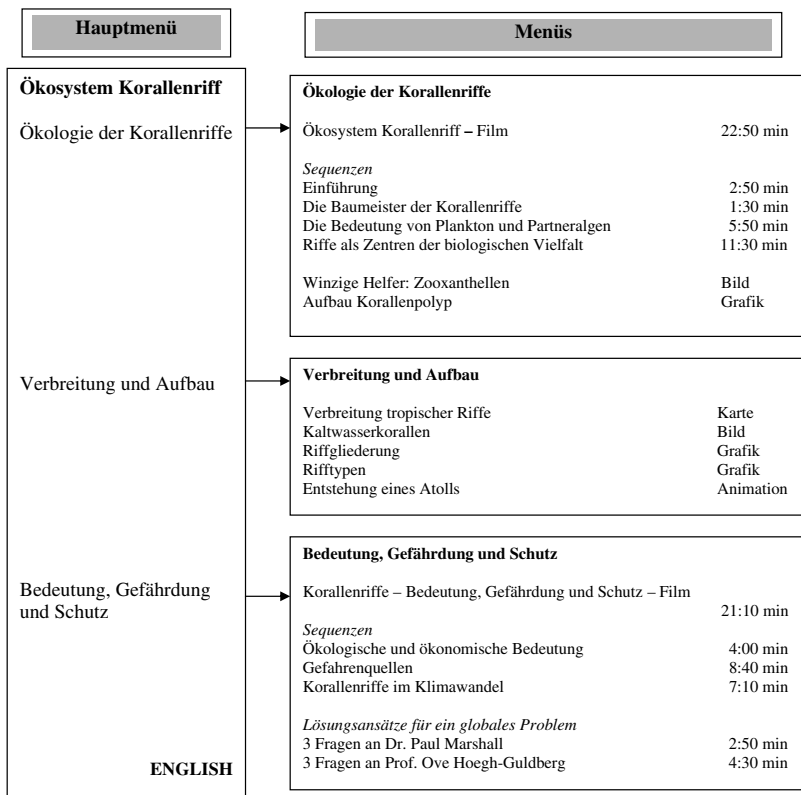 Hauptmenü
Menüs
Ökosystem Korallenriff
Ökologie der Korallenriffe
Verbreitung und Aufbau
Bedeutung, Gefährdung
und Schutz
ENGLISH
Ökologie der Korallenriffe
Ökosystem Korallenriff – Film 22:50 min
Sequenzen
Einführung 2:50 min
Die Baumeister der Korallenriffe 1:30 min
Die Bedeutung von Plankton und Partneralgen 5:50 min
Riffe als Zentren der biologischen Vielfalt 11:30 min
Winzige Helfer: Zooxanthellen Bild
Aufbau Korallenpolyp Grafik
Verbreitung und Aufbau
Verbreitung tropischer Riffe Karte
Kaltwasserkorallen Bild
Riffgliederung Grafik
Rifftypen Grafik
Entstehung eines Atolls Animation
Bedeutung, Gefährdung und Schutz
Korallenriffe – Bedeutung, Gefährdung und Schutz – Film
21:10 min
Sequenzen
Ökologische und ökonomische Bedeutung 4:00 min
Gefahrenquellen 8:40 min
Korallenriffe im Klimawandel 7:10 min
Lösungsansätze für ein globales Problem
3 Fragen an Dr. Paul Marshall 2:50 min
3 Fragen an Prof. Ove Hoegh-Guldberg 4:30 min